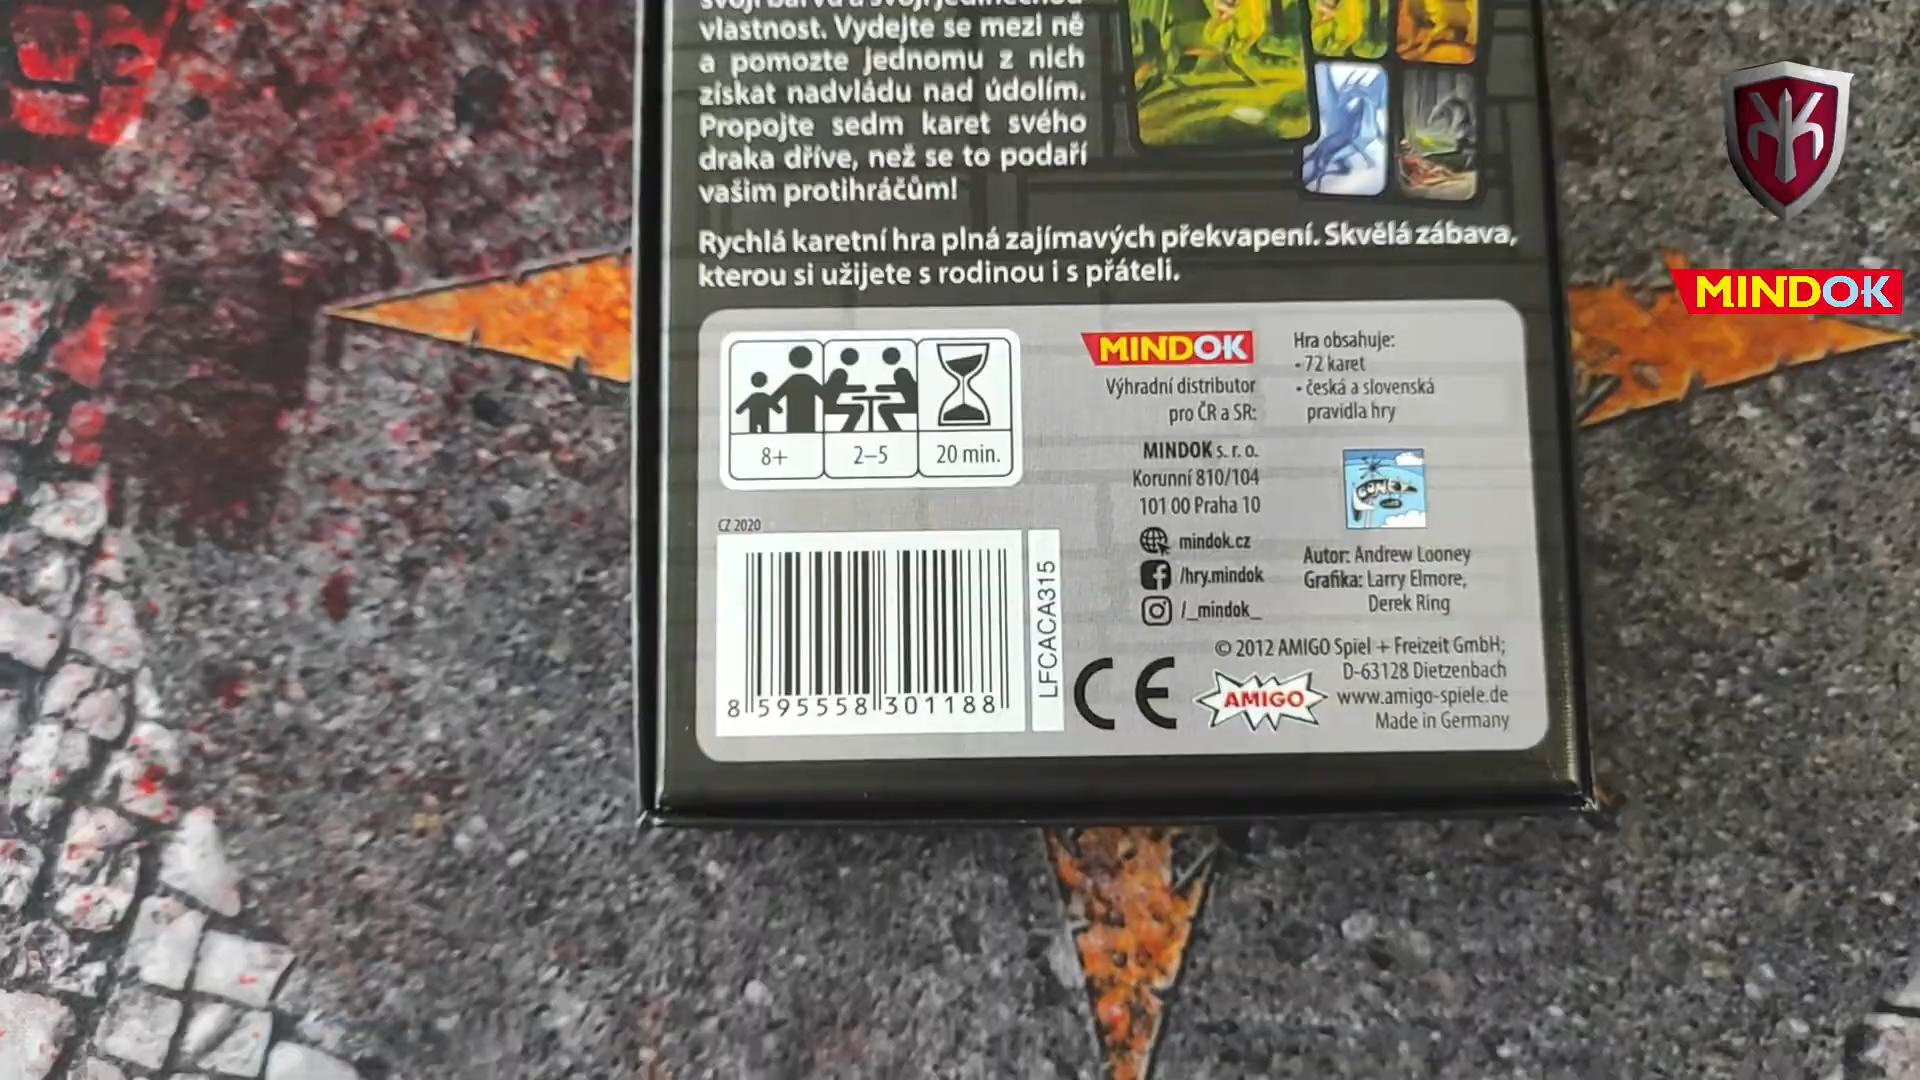 svoji barvu a svoji jedinečnou
vlastnost. Vydejte se mezi ně
a pomozte jednomu z nich
získat nadvládu nad údolím.
Propojte sedm karet svého
draka dříve, než se to podaří
vašim protihráčům!
Rychlá karetní hra plná zajímavých překvapení. Skvělá zábava,
kterou si užijete s rodinou i s přáteli.
8+
2–5
20 min.
CZ 2020
8 595558 301188
LFCACA315
MINDOK
Výhradní distributor
pro ČR a SR:
MINDOK s. r. o.
Korunní 810/104
101 00 Praha 10
mindok.cz
/hry.mindok
/_mindok_
Hra obsahuje:
• 72 karet
• česká a slovenská
pravidla hry
LOONEY
Autor: Andrew Looney
Grafika: Larry Elmore,
Derek Ring
© 2012 AMIGO Spiel + Freizeit GmbH;
D-63128 Dietzenbach
www.amigo-spiele.de
Made in Germany
CE
AMIGO
MINDOK